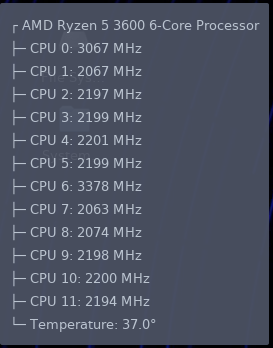 ┌ AMD Ryzen 5 3600 6-Core Processor
├─ CPU 0: 3067 MHz
├─ CPU 1: 2067 MHz
├─ CPU 2: 2197 MHz
├─ CPU 3: 2199 MHz
├─ CPU 4: 2201 MHz
├─ CPU 5: 2199 MHz
├─ CPU 6: 3378 MHz
├─ CPU 7: 2063 MHz
├─ CPU 8: 2074 MHz
├─ CPU 9: 2198 MHz
├─ CPU 10: 2200 MHz
├─ CPU 11: 2194 MHz
└─ Temperature: 37.0°